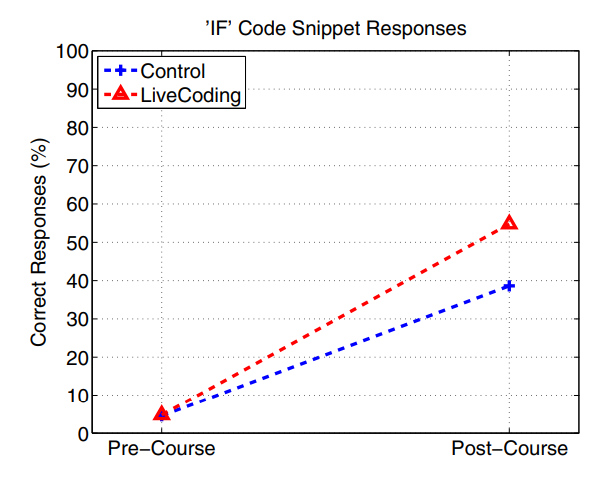 'IF' Code Snippet Responses
Control
LiveCoding
100
90
80
70
60
50
40
30
20
10
0
Correct Responses (%)
Pre−Course
Post−Course